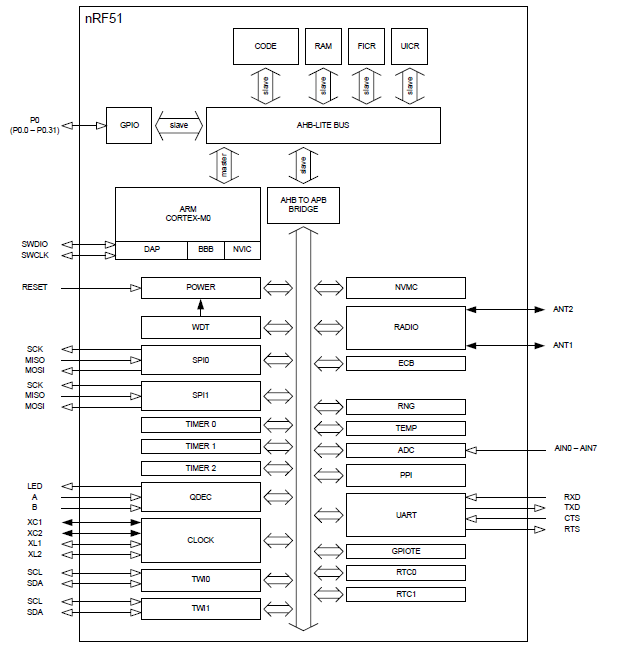 nRF51
CODE
RAM
FICR
UICR
slave
slave
slave
slave
P0
(P0.0 – P0.31)
GPIO
slave
AHB-LITE BUS
master
slave
ARM
CORTEX-M0
AHB TO APB
BRIDGE
SWDIO
SWCLK
DAP
BBB
NVIC
RESET
POWER
NVMC
WDT
RADIO
ANT2
ANT1
SCK
MISO
MOSI
SPI0
ECB
SCK
MISO
MOSI
SPI1
RNG
TIMER 0
TEMP
TIMER 1
ADC
AIN0 – AIN7
TIMER 2
PPI
LED
A
B
QDEC
UART
RXD
TXD
CTS
RTS
XC1
XC2
XL1
XL2
CLOCK
GPIOTE
SCL
SDA
TWI0
RTC0
SCL
SDA
TWI1
RTC1